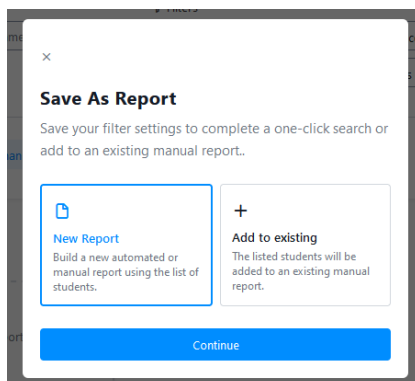 Filters
×
Save As Report
Save your filter settings to complete a one-click search or
add to an existing manual report..
New Report
Build a new automated or
manual report using the list of
students.
Add to existing
The listed students will be
added to an existing manual
report.
Continue